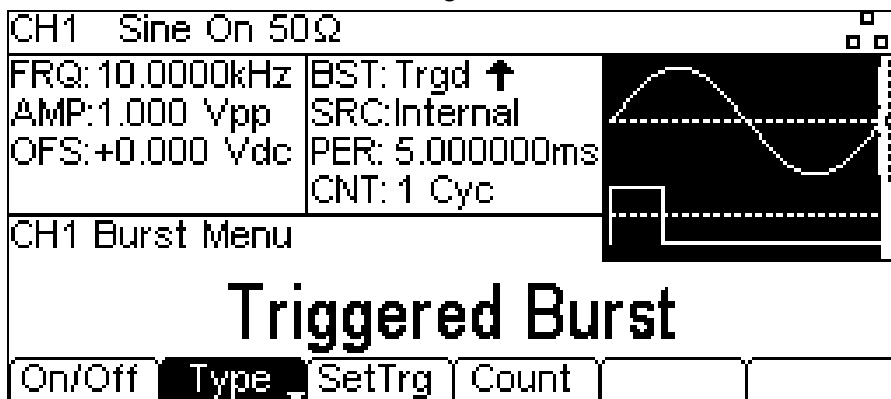 CH1 Sine On 50Ω
FRQ: 10.0000kHz
AMP:1.000 Vpp
OFS:+0.000 Vdc
BST: Trgd ↑
SRC:Internal
PER: 5.000000ms
CNT: 1 Cyc
CH1 Burst Menu
Triggered Burst
On/Off Type SetTrg Count